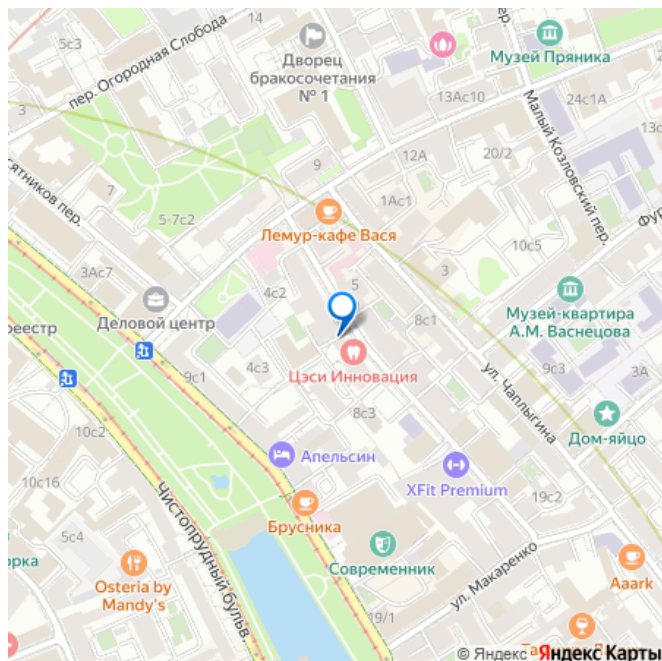 5с3
Дворец
бракосочетания
№ 1
Музей Пряника
пер. Огородная Слобода
3
13Ас10
24с1А
Малый Козловский пер.
9
12А
20/2
7
1Ас1
5-7с2
Лемур-кафе Вася
10с5
3Ас7
4с2
5
3
Деловой центр
8с1
Музей-квартира
А.М. Васнецова
9с1
4с3
Цэси Инновация
9с3
3А
ул. Чаплыгина
10с2
8с3
Дом-яйцо
Апельсин
10с16
XFit Premium
19с2
Чистопрудный бульв.
Брусника
5с4
Современник
ул. Макаренко
Osteria by
Mandy's
Aaark
19/1
© Яндекс
Яндекс Карты